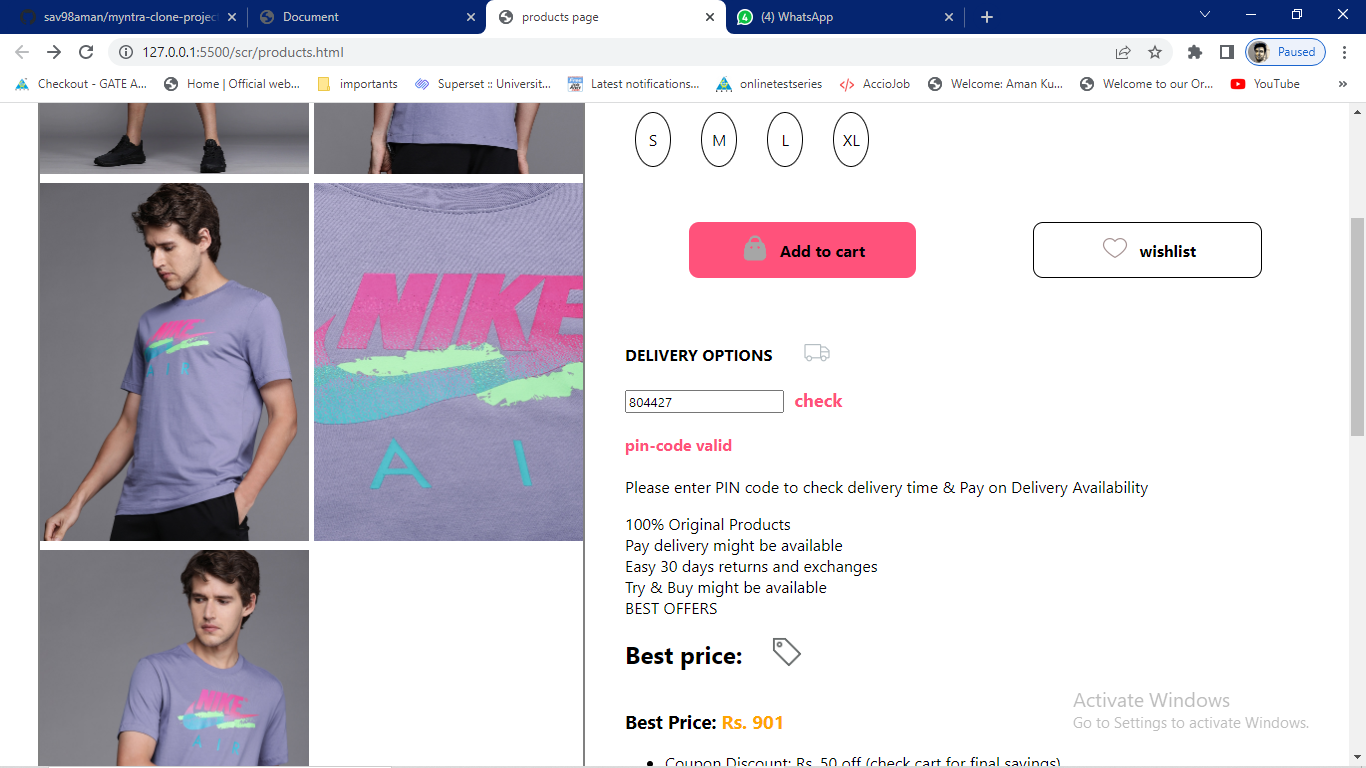 sav98aman/myntra-clone-projec
Document
products page
(4) WhatsApp
127.0.0.1:5500/scr/products.html
Paused
Checkout - GATE A...
Home | Official web...
importants
Superset :: Universit...
Latest notifications...
onlinetestseries
AccioJob
Welcome: Aman Ku...
Welcome to our Or...
YouTube
S M L XL
Add to cart
wishlist
NIKE
AIR
NIKE
A I
NIKE
AIR
DELIVERY OPTIONS
804427
check
pin-code valid
Please enter PIN code to check delivery time & Pay on Delivery Availability
100% Original Products
Pay delivery might be available
Easy 30 days returns and exchanges
Try & Buy might be available
BEST OFFERS
Best price:
Best Price: Rs. 901
Coupon Discount: Rs. 50 off (check cart for final savings)
Activate Windows
Go to Settings to activate Windows.